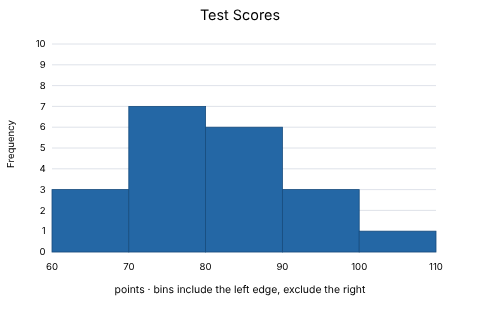 Test Scores
Frequency
10
9
8
7
6
5
4
3
2
1
0
60 70 80 90 100 110
points · bins include the left edge, exclude the right